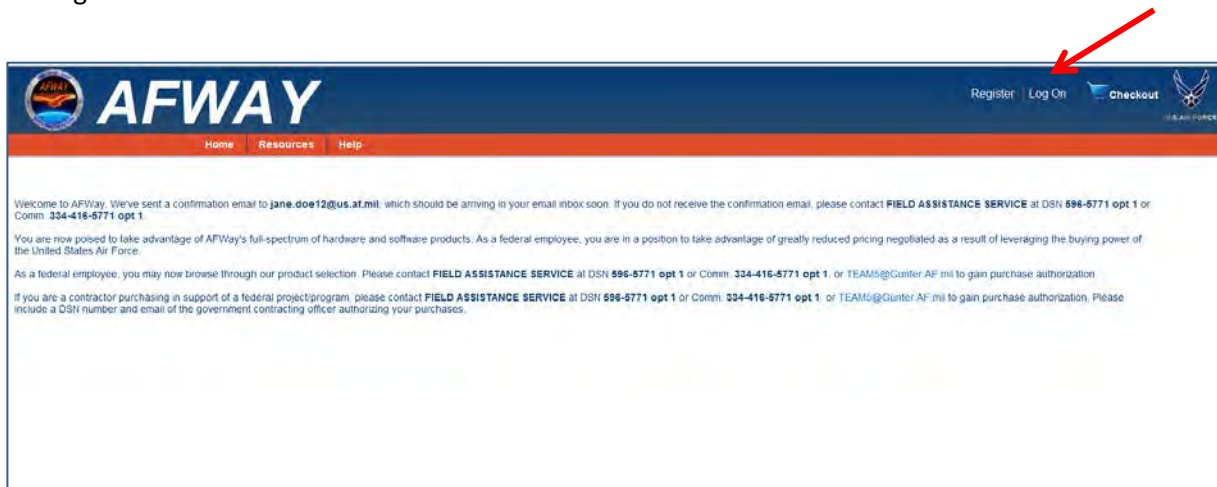 AFWAY
AFWAY
Register Log On Checkout
U.S. AIR FORCE
Home Resources Help
Welcome to AFWay. We've sent a confirmation email to jane.doe12@us.af.mil, which should be arriving in your email inbox soon. If you do not receive the confirmation email, please contact FIELD ASSISTANCE SERVICE at DSN 596-5771 opt 1 or
Comm. 334-416-5771 opt 1.
You are now poised to take advantage of AFWay's full-spectrum of hardware and software products. As a federal employee, you are in a position to take advantage of greatly reduced pricing negotiated as a result of leveraging the buying power of
the United States Air Force.
As a federal employee, you may now browse through our product selection. Please contact FIELD ASSISTANCE SERVICE at DSN 596-5771 opt 1 or Comm. 334-416-5771 opt 1, or TEAM5@Gunter.AF.mil to gain purchase authorization.
If you are a contractor purchasing in support of a federal project/program, please contact FIELD ASSISTANCE SERVICE at DSN 596-5771 opt 1 or Comm. 334-416-5771 opt 1, or TEAM5@Gunter.AF.mil to gain purchase authorization. Please
include a DSN number and email of the government contracting officer authorizing your purchases.